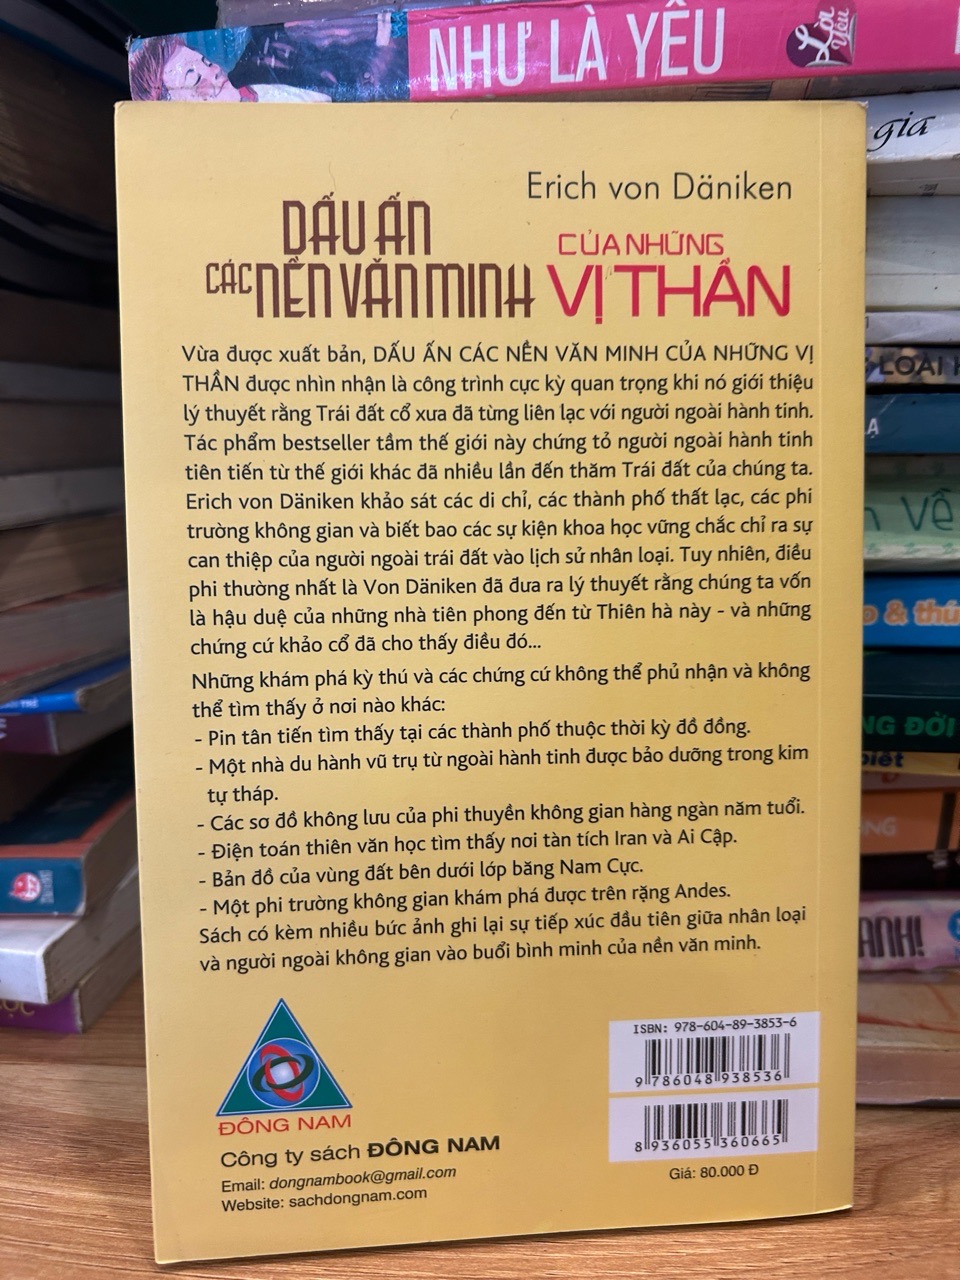 NHƯ LÀ YÊU
Lời Yêu
gia
Erich von Däniken
DẤU ẤN
CÁC NỀN VĂN MINH
CỦA NHỮNG
VỊ THẦN
Vừa được xuất bản, DẤU ẤN CÁC NỀN VĂN MINH CỦA NHỮNG VỊ
THẦN được nhìn nhận là công trình cực kỳ quan trọng khi nó giới thiệu
lý thuyết rằng Trái đất cổ xưa đã từng liên lạc với người ngoài hành tinh.
Tác phẩm bestseller tầm thế giới này chứng tỏ người ngoài hành tinh
tiên tiến từ thế giới khác đã nhiều lần đến thăm Trái đất của chúng ta.
Erich von Däniken khảo sát các di chỉ, các thành phố thất lạc, các phi
trường không gian và biết bao các sự kiện khoa học vững chắc chỉ ra sự
can thiệp của người ngoài trái đất vào lịch sử nhân loại. Tuy nhiên, điều
phi thường nhất là Von Däniken đã đưa ra lý thuyết rằng chúng ta vốn
là hậu duệ của những nhà tiên phong đến từ Thiên hà này - và những
chứng cứ khảo cổ đã cho thấy điều đó...
Những khám phá kỳ thú và các chứng cứ không thể phủ nhận và không
thể tìm thấy ở nơi nào khác:
- Pin tân tiến tìm thấy tại các thành phố thuộc thời kỳ đồ đồng.
- Một nhà du hành vũ trụ từ ngoài hành tinh được bảo dưỡng trong kim
tự tháp.
- Các sơ đồ không lưu của phi thuyền không gian hàng ngàn năm tuổi.
- Điện toán thiên văn học tìm thấy nơi tàn tích Iran và Ai Cập.
- Bản đồ của vùng đất bên dưới lớp băng Nam Cực.
- Một phi trường không gian khám phá được trên rặng Andes.
Sách có kèm nhiều bức ảnh ghi lại sự tiếp xúc đầu tiên giữa nhân loại
và người ngoài không gian vào buổi bình minh của nền văn minh.
ĐÔNG NAM
Công ty sách ĐÔNG NAM
Email: dongnambook@gmail.com
Website: sachdongnam.com
ISBN: 978-604-89-3853-6
9 786048 938536
8 936055 360665
Giá: 80.000 Đ
LOÀI
LẠ
VỀ
& thú
NG ĐỜI
biết
ANH!